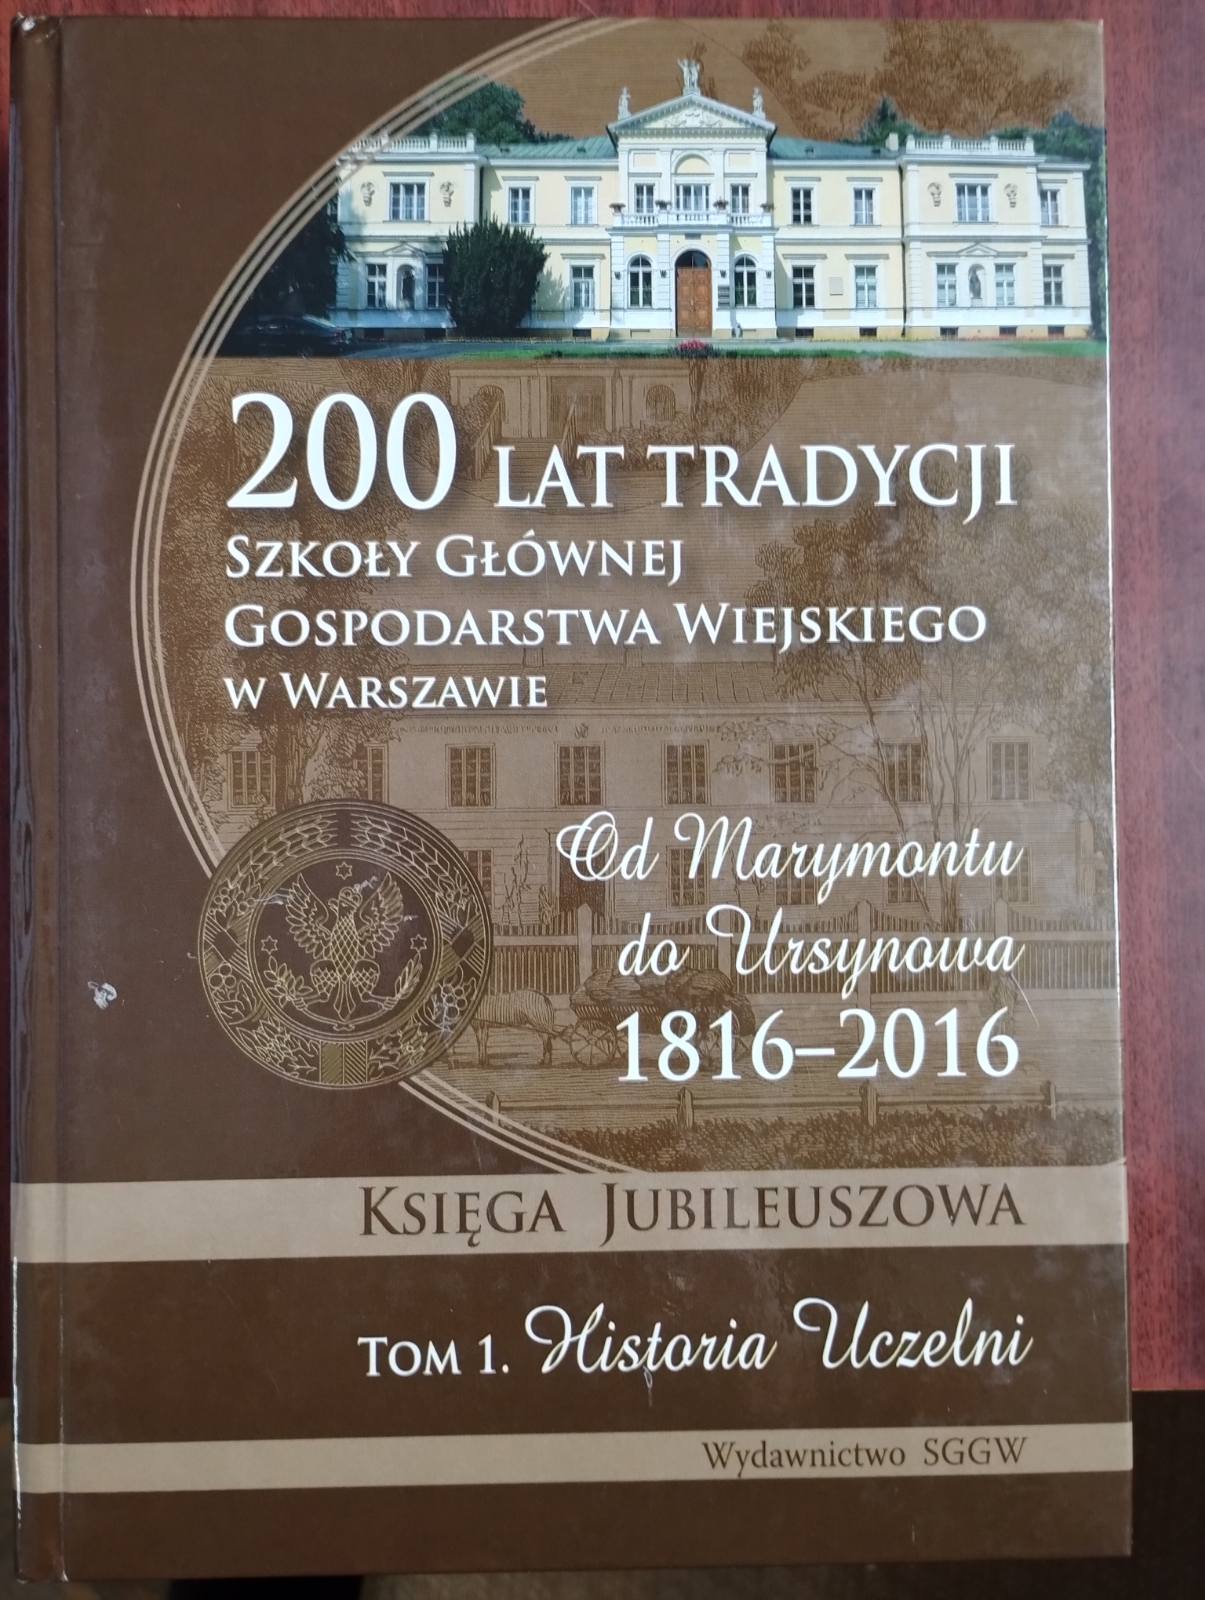 200 LAT TRADYCJI
SZKOŁY GŁÓWNEJ
GOSPODARSTWA WIEJSKIEGO
W WARSZAWIE
Od Marymontu
do Ursynowa
1816–2016
KSIĘGA JUBILEUSZOWA
TOM 1. Historia Uczelni
Wydawnictwo SGGW